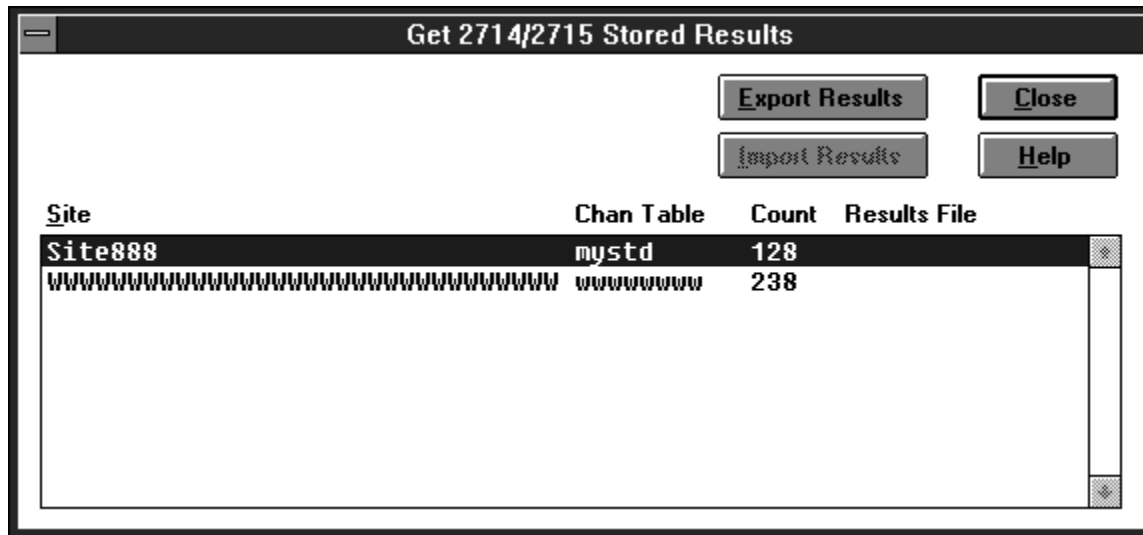 Get 2714/2715 Stored Results
Export Results Close
Import Results Help
Site Chan Table Count Results File
Site888 mystd 128
WWWWWWWWWWWWWWWWWWWWWWWWWWWWWWWW wwwwwwww 238